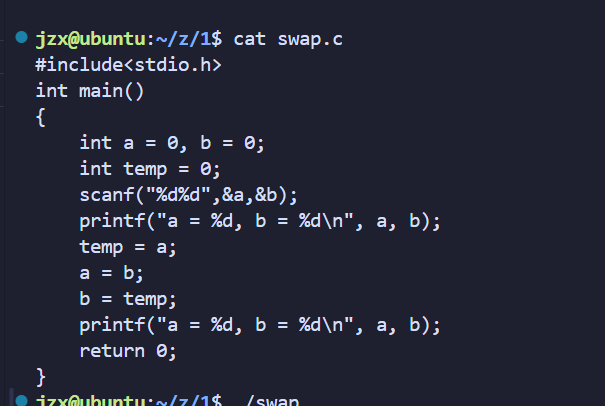 jzx@ubuntu:~/z/1$ cat swap.c
#include<stdio.h>
int main()
{
    int a = 0, b = 0;
    int temp = 0;
    scanf("%d%d",&a,&b);
    printf("a = %d, b = %d\n", a, b);
    temp = a;
    a = b;
    b = temp;
    printf("a = %d, b = %d\n", a, b);
    return 0;
}
jzx@ubuntu:~/z/1$ ./swap